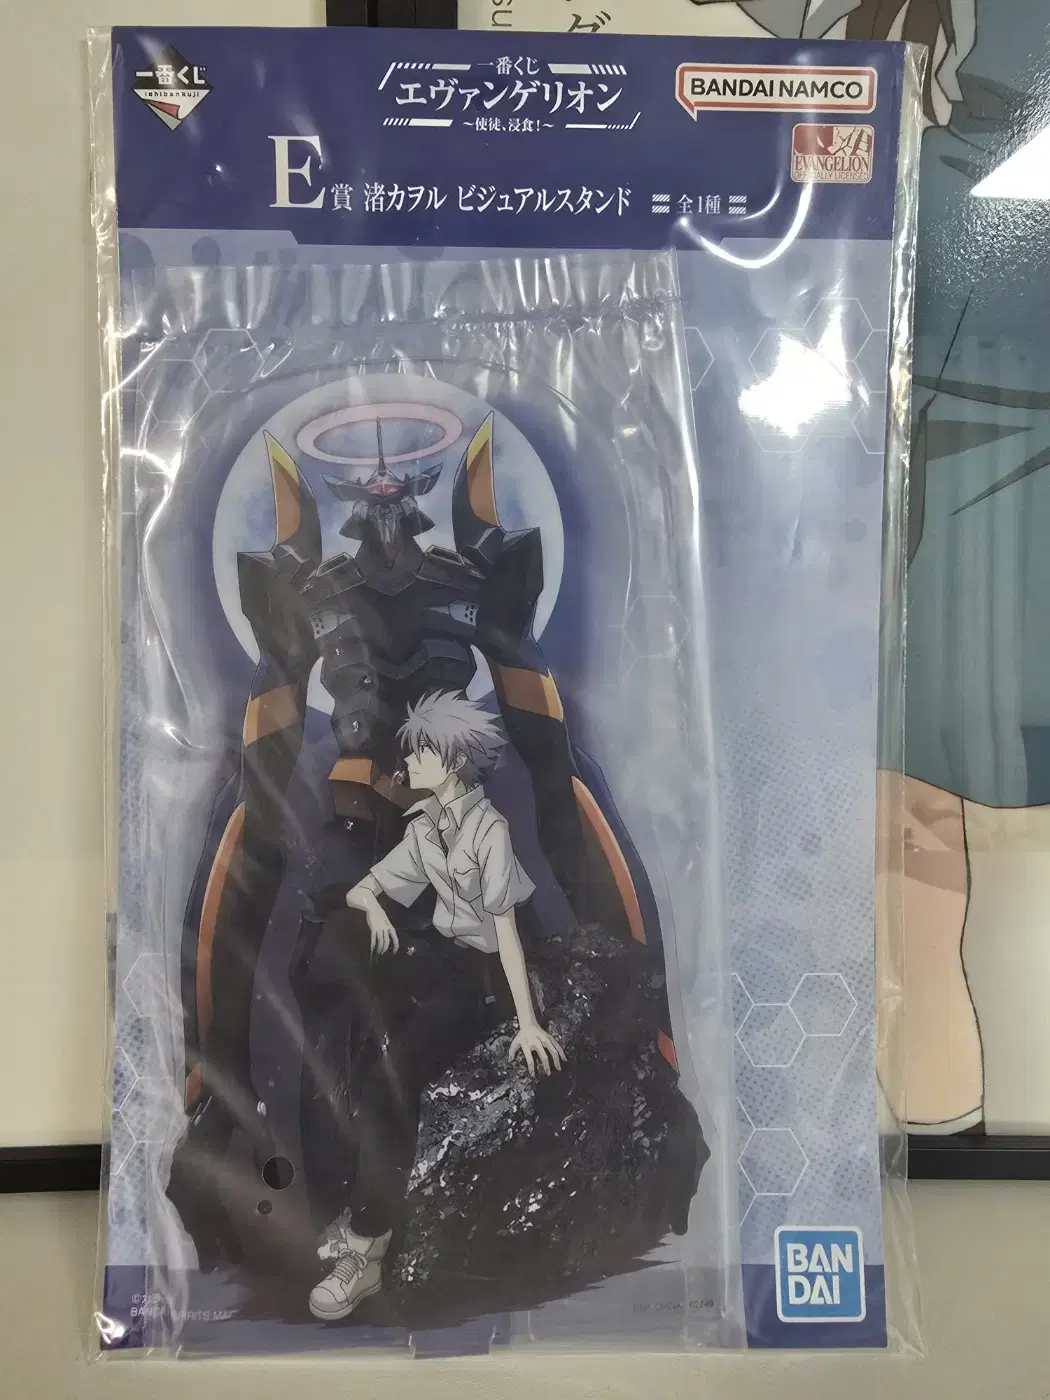 一番くじ
ichibankuji
一番くじ
エヴァンゲリオン
~使徒、浸食!~
BANDAI NAMCO
EVANGELION
OFFICIALLY LICENSED
E賞 渚カヲル ビジュアルスタンド 全1種
BAN
DAI